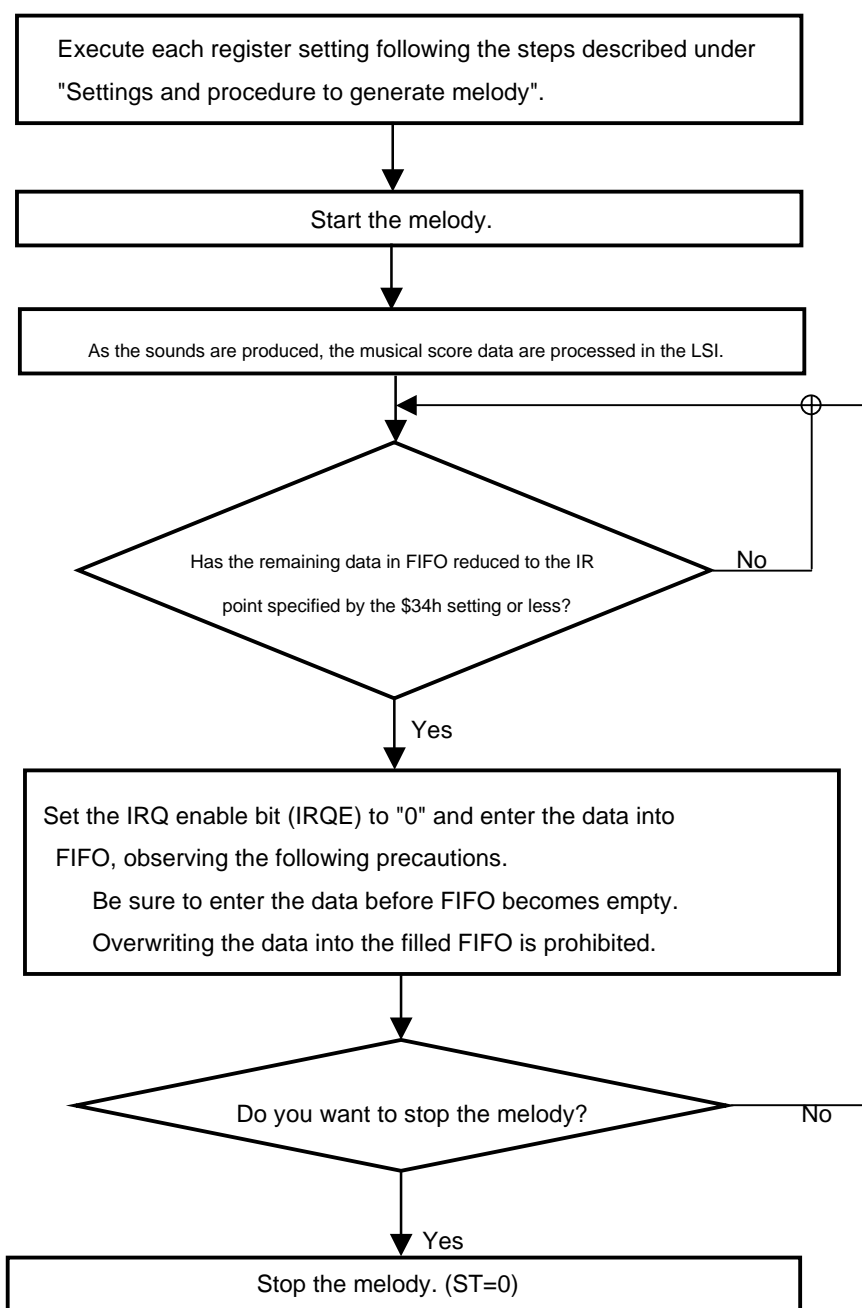 Execute each register setting following the steps described under
"Settings and procedure to generate melody".
Start the melody.
As the sounds are produced, the musical score data are processed in the LSI.
Has the remaining data in FIFO reduced to the IR
No
point specified by the $34h setting or less?
Yes
Set the IRQ enable bit (IRQE) to "0" and enter the data into
FIFO, observing the following precautions.
Be sure to enter the data before FIFO becomes empty.
Overwriting the data into the filled FIFO is prohibited.
Do you want to stop the melody?
No
Yes
Stop the melody. (ST=0)